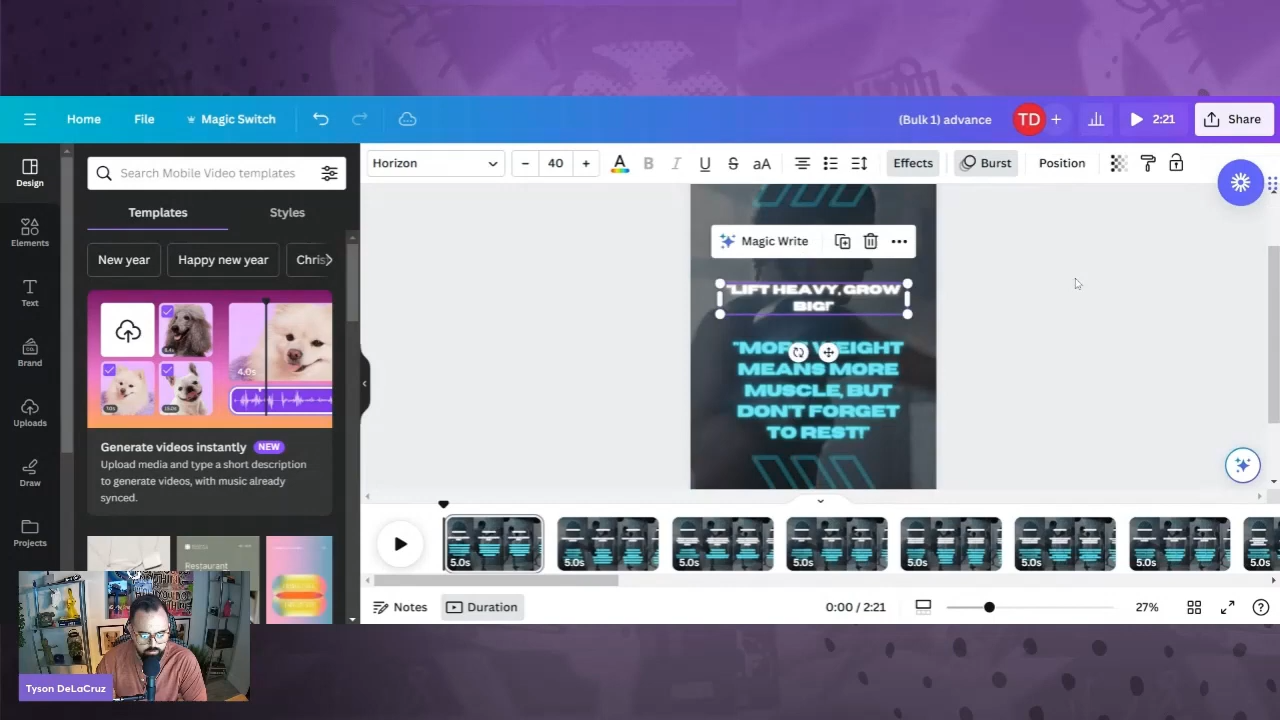 Home
File
Magic Switch
(Bulk 1) advance
TD
2:21
Share
Design
Elements
Text
Brand
Uploads
Draw
Projects
Search Mobile Video templates
Templates
Styles
New year
Happy new year
Chris
4.0s
Generate videos instantly NEW
Upload media and type a short description
to generate videos, with music already
synced.
Restaurant
Horizon
40
A
B
I
U
S
aA
Effects
Burst
Position
Magic Write
"LIFT HEAVY, GROW
BIG!"
"MORE WEIGHT
MEANS MORE
MUSCLE, BUT
DON'T FORGET
TO REST!"
5.0s
5.0s
5.0s
5.0s
5.0s
5.0s
5.0s
5.0s
Notes
Duration
0:00 / 2:21
27%
Tyson DeLaCruz